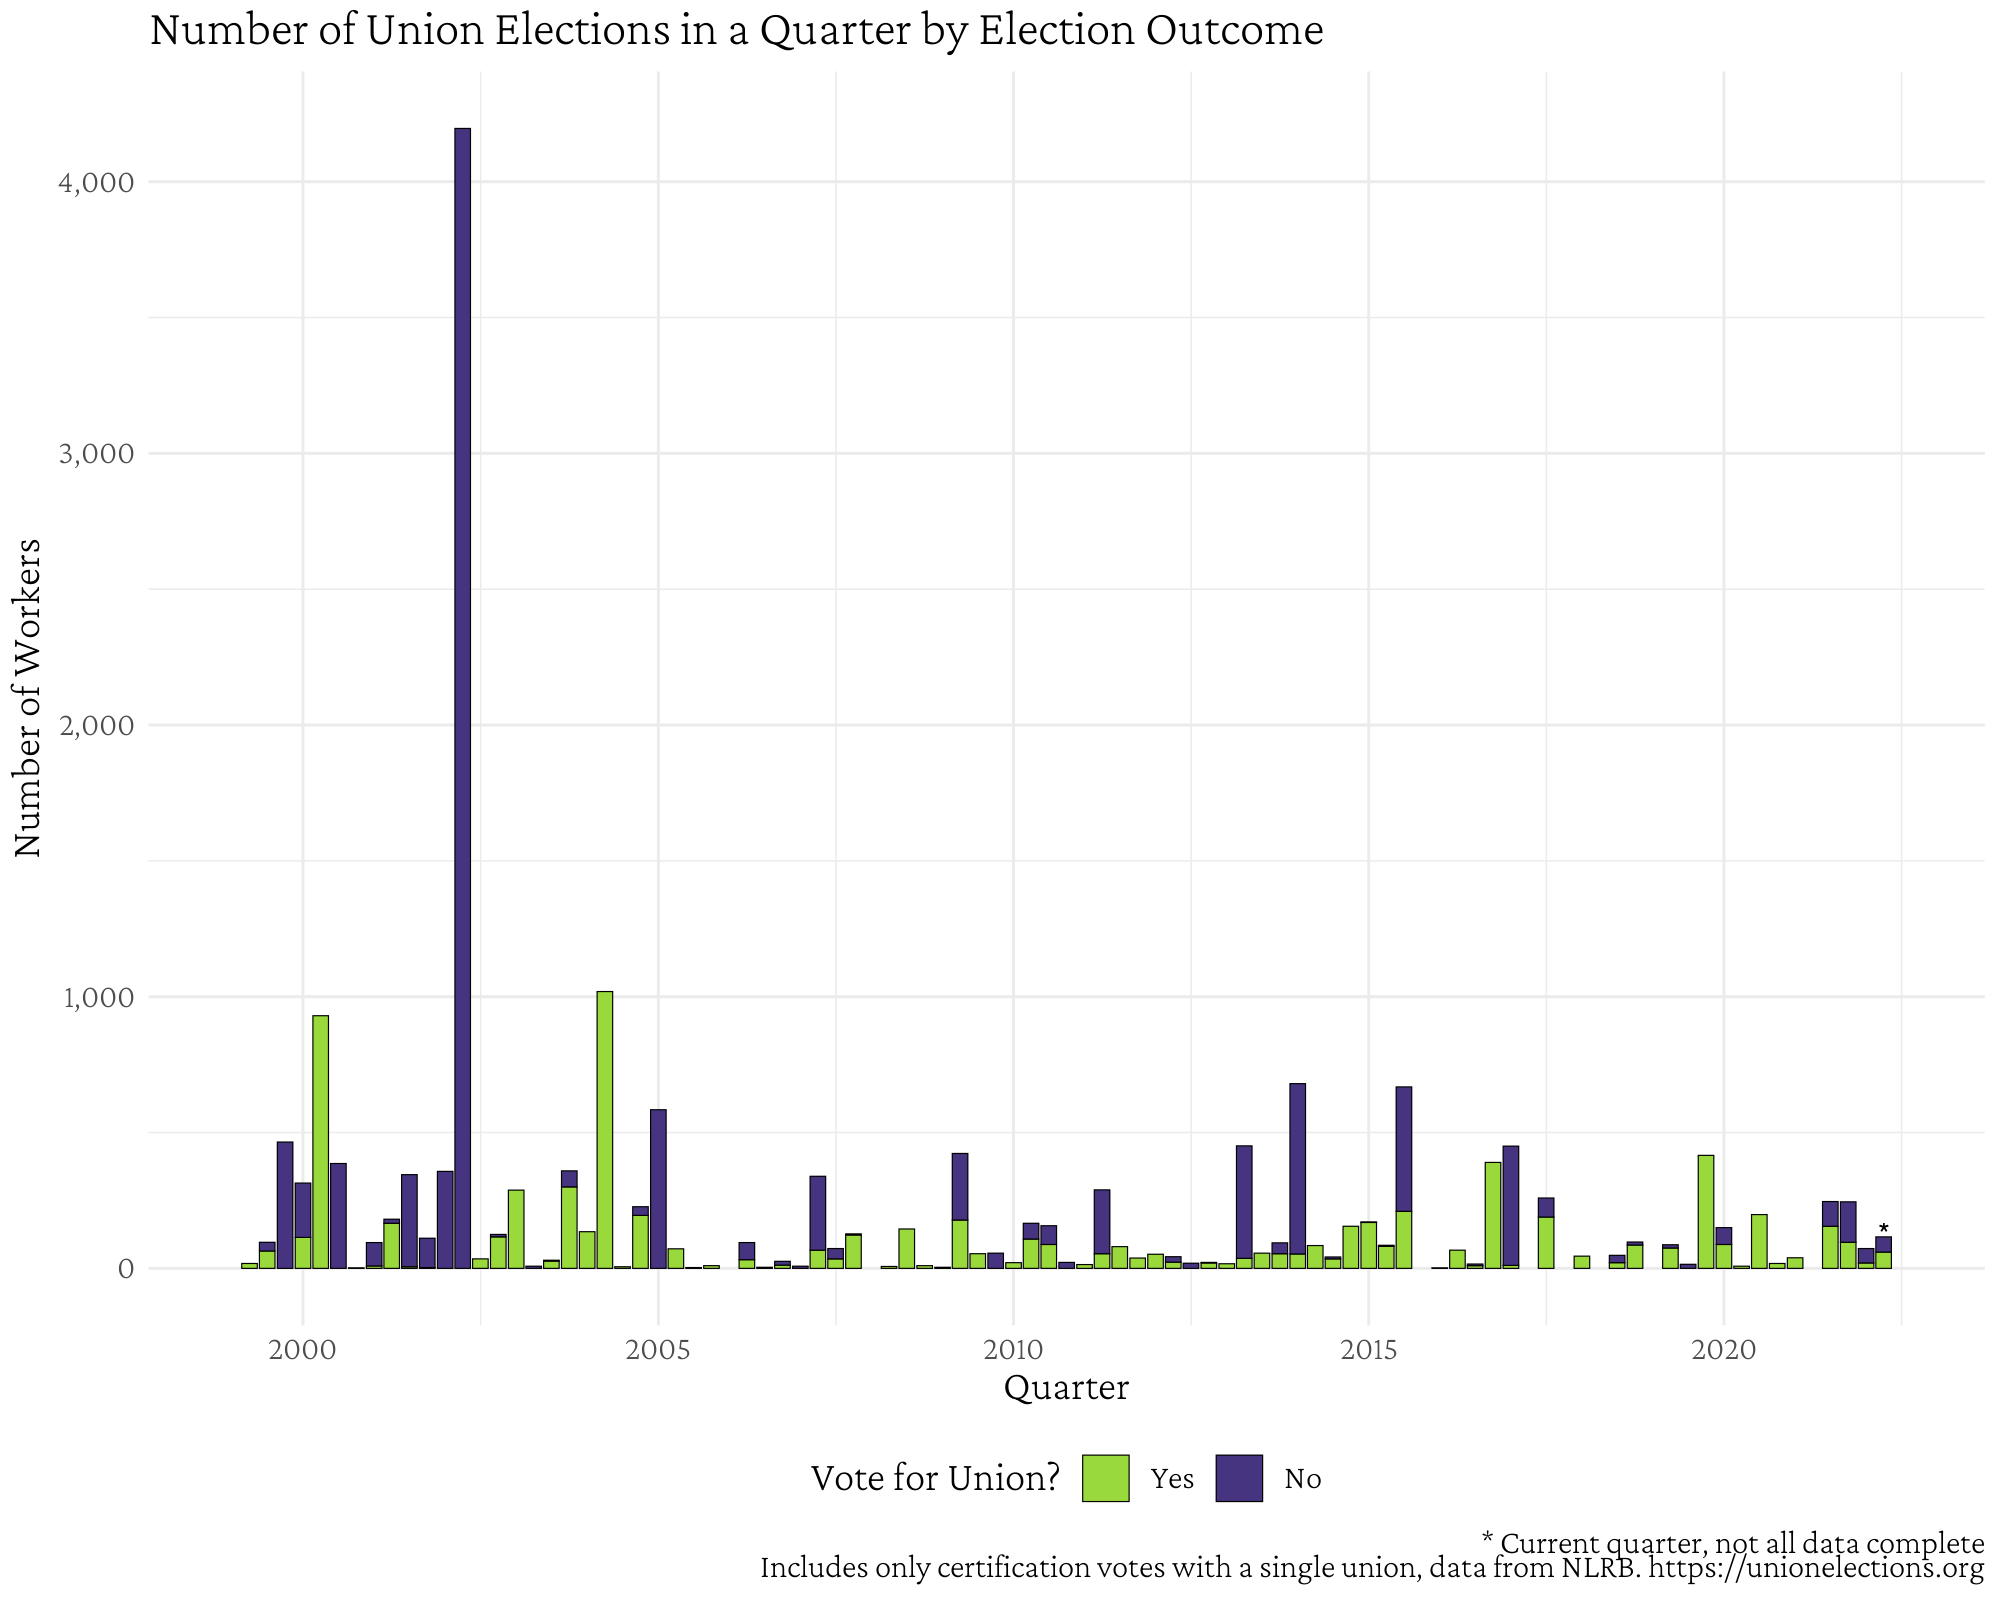 Number of Union Elections in a Quarter by Election Outcome
Number of Workers
4,000
3,000
2,000
1,000
0
*
2000 2005 2010 2015 2020
Quarter
Vote for Union? Yes No
* Current quarter, not all data complete
Includes only certification votes with a single union, data from NLRB. https://unionelections.org